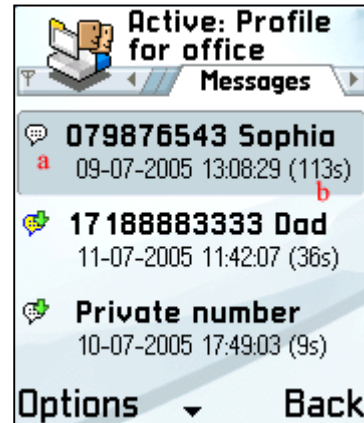 Active: Profile
for office
Messages
079876543 Sophia
a
09-07-2005 13:08:29 (113s)
b
17188883333 Dad
11-07-2005 11:42:07 (36s)
Private number
10-07-2005 17:49:03 (9s)
Options Back